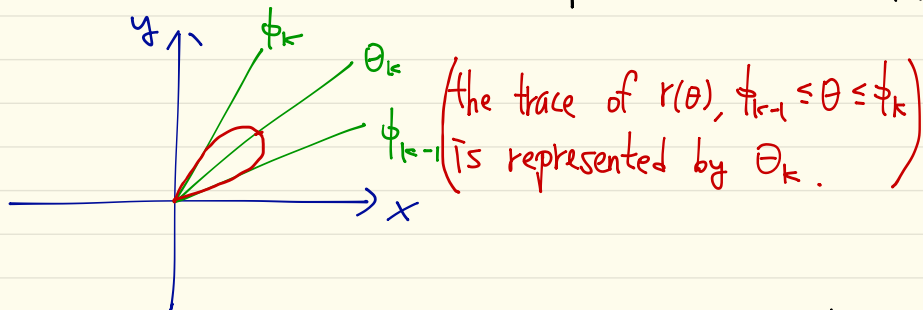 y
ϕk
θk
ϕk-1
x
(the trace of r(θ), ϕk-1 ≤ θ ≤ ϕk
is represented by θk.)